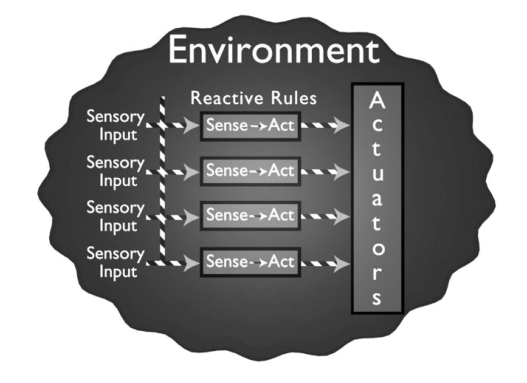 Environment
Reactive Rules
Sensory
Input
Sense->Act
Sensory
Input
Sense->Act
Sensory
Input
Sense->Act
Sensory
Input
Sense->Act
Actuators